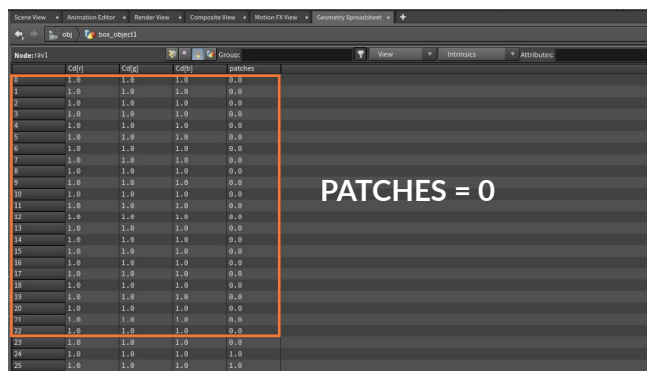 Scene View × Animation Editor × Render View × Composite View × Motion FX View × Geometry Spreadsheet × +
obj box_object1
Node: rav1 Group: View Intrinsics Attributes:
Cd[r] Cd[g] Cd[b] patches
0 1.0 1.0 1.0 0.0
1 1.0 1.0 1.0 0.0
2 1.0 1.0 1.0 0.0
3 1.0 1.0 1.0 0.0
4 1.0 1.0 1.0 0.0
5 1.0 1.0 1.0 0.0
6 1.0 1.0 1.0 0.0
7 1.0 1.0 1.0 0.0
8 1.0 1.0 1.0 0.0
9 1.0 1.0 1.0 0.0
10 1.0 1.0 1.0 0.0
PATCHES = 0
11 1.0 1.0 1.0 0.0
12 1.0 1.0 1.0 0.0
13 1.0 1.0 1.0 0.0
14 1.0 1.0 1.0 0.0
15 1.0 1.0 1.0 0.0
16 1.0 1.0 1.0 0.0
17 1.0 1.0 1.0 0.0
18 1.0 1.0 1.0 0.0
19 1.0 1.0 1.0 0.0
20 1.0 1.0 1.0 0.0
21 1.0 1.0 1.0 0.0
22 1.0 1.0 1.0 0.0
23 1.0 1.0 1.0 0.0
24 1.0 1.0 1.0 1.0
25 1.0 1.0 1.0 1.0